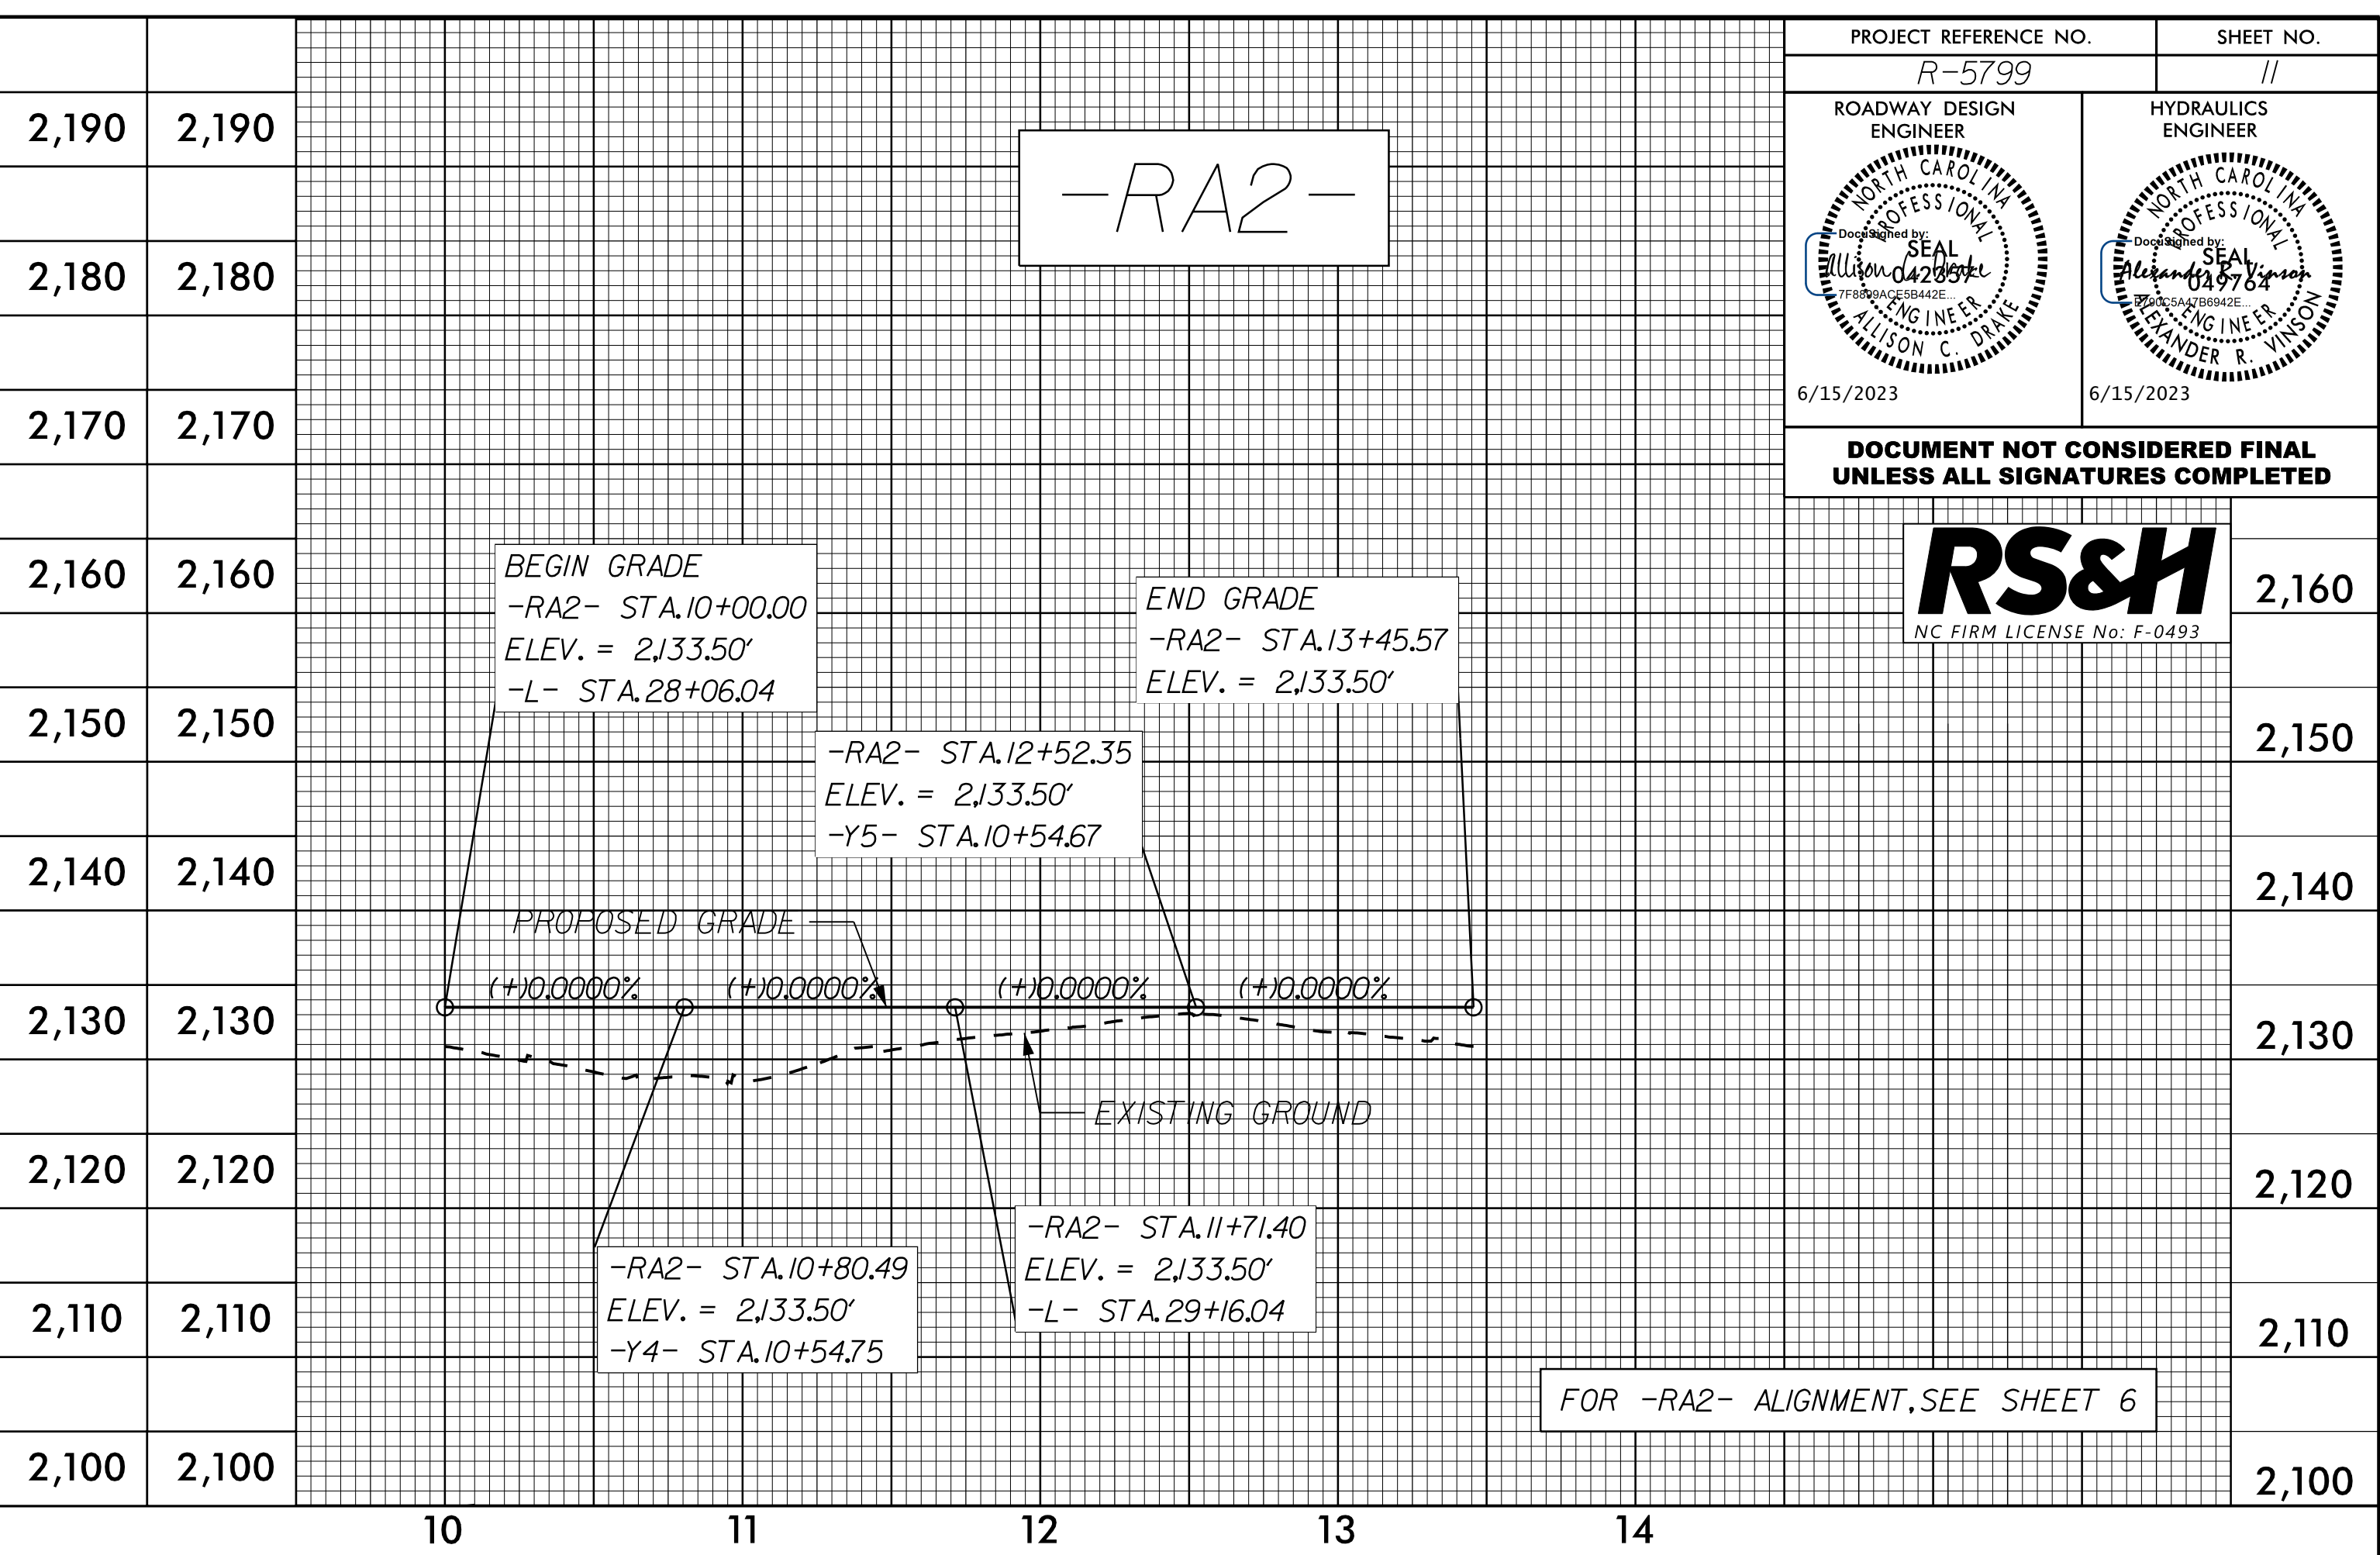 PROJECT REFERENCE NO. SHEET NO.
R-5799 11
ROADWAY DESIGN
ENGINEER
HYDRAULICS
ENGINEER
NORTH CAROLINA
PROFESSIONAL
DocuSigned by:
SEAL
Allison C. Drake
042357
7F8899ACE5B442E...
ENGINEER
ALLISON C. DRAKE
6/15/2023
NORTH CAROLINA
PROFESSIONAL
DocuSigned by:
SEAL
Alexander R. Vinson
049764
ENGINEER
ALEXANDER R. VINSON
6/15/2023
DOCUMENT NOT CONSIDERED FINAL
UNLESS ALL SIGNATURES COMPLETED
RS&H
NC FIRM LICENSE No: F-0493
-RA2-
2,190 2,190
2,180 2,180
2,170 2,170
2,160 2,160 2,160
2,150 2,150 2,150
2,140 2,140 2,140
2,130 2,130 2,130
2,120 2,120 2,120
2,110 2,110 2,110
2,100 2,100 2,100
BEGIN GRADE
-RA2- STA.10+00.00
ELEV. = 2,133.50'
-L- STA.28+06.04
END GRADE
-RA2- STA.13+45.57
ELEV. = 2,133.50'
-RA2- STA.12+52.35
ELEV. = 2,133.50'
-Y5- STA.10+54.67
PROPOSED GRADE
(+)0.0000% (+)0.0000% (+)0.0000% (+)0.0000%
EXISTING GROUND
-RA2- STA.10+80.49
ELEV. = 2,133.50'
-Y4- STA.10+54.75
-RA2- STA.11+71.40
ELEV. = 2,133.50'
-L- STA.29+16.04
FOR -RA2- ALIGNMENT, SEE SHEET 6
10 11 12 13 14